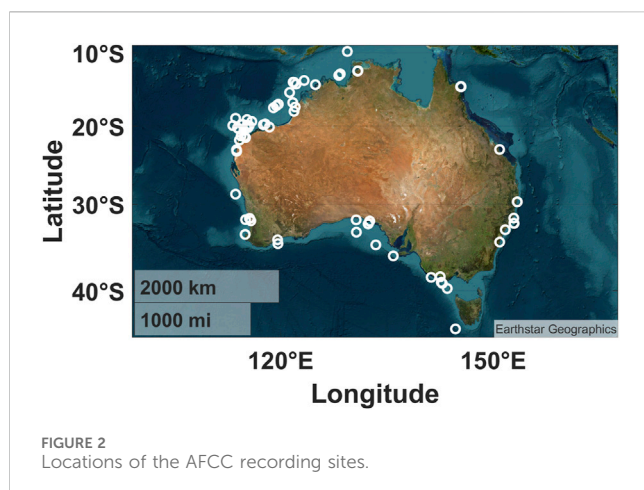 10°S
20°S
30°S
40°S
Latitude
2000 km
1000 mi
Earthstar Geographics
120°E
150°E
Longitude
FIGURE 2
Locations of the AFCC recording sites.